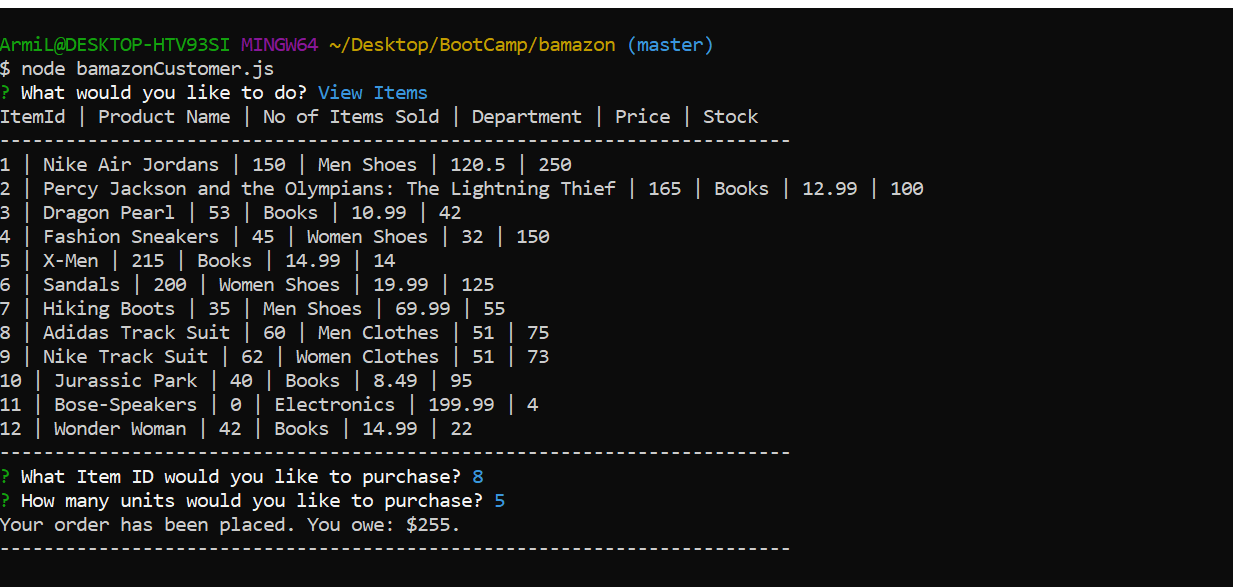 ArmiL@DESKTOP-HTV93SI MINGW64 ~/Desktop/BootCamp/bamazon (master)
$ node bamazonCustomer.js
? What would you like to do? View Items
ItemId | Product Name | No of Items Sold | Department | Price | Stock
------------------------------------------------------------------------
1 | Nike Air Jordans | 150 | Men Shoes | 120.5 | 250
2 | Percy Jackson and the Olympians: The Lightning Thief | 165 | Books | 12.99 | 100
3 | Dragon Pearl | 53 | Books | 10.99 | 42
4 | Fashion Sneakers | 45 | Women Shoes | 32 | 150
5 | X-Men | 215 | Books | 14.99 | 14
6 | Sandals | 200 | Women Shoes | 19.99 | 125
7 | Hiking Boots | 35 | Men Shoes | 69.99 | 55
8 | Adidas Track Suit | 60 | Men Clothes | 51 | 75
9 | Nike Track Suit | 62 | Women Clothes | 51 | 73
10 | Jurassic Park | 40 | Books | 8.49 | 95
11 | Bose-Speakers | 0 | Electronics | 199.99 | 4
12 | Wonder Woman | 42 | Books | 14.99 | 22
------------------------------------------------------------------------
? What Item ID would you like to purchase? 8
? How many units would you like to purchase? 5
Your order has been placed. You owe: $255.
------------------------------------------------------------------------